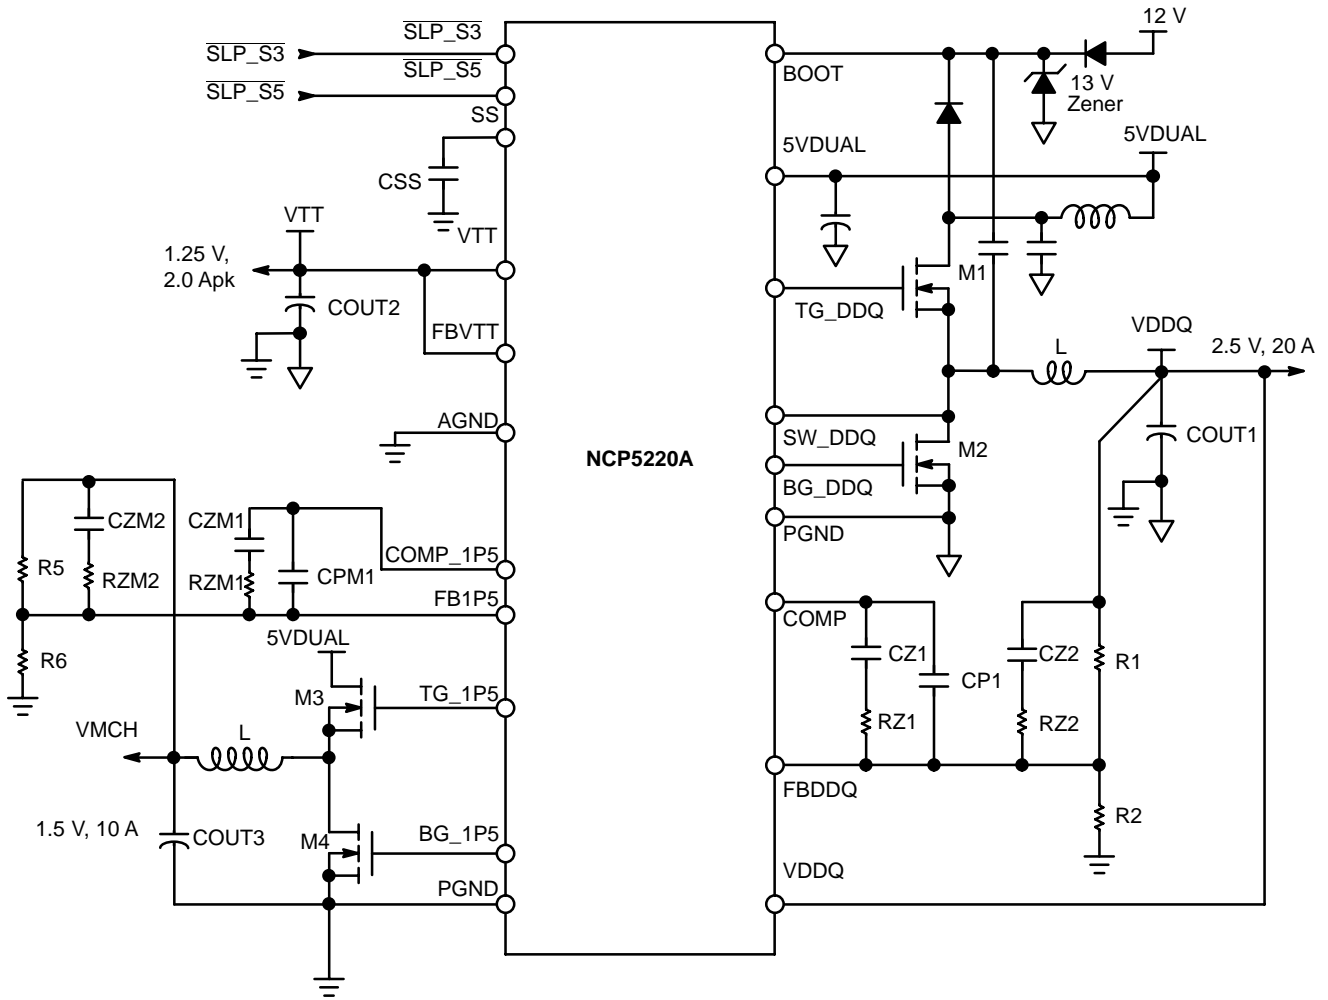 SLP_S3
SLP_S5
SLP_S3
SLP_S5
SS
CSS
VTT
VTT
1.25 V,
2.0 Apk
COUT2
FBVTT
AGND
CZM2
CZM1
COMP_1P5
R5
RZM2
RZM1
CPM1
FB1P5
5VDUAL
R6
M3
TG_1P5
VMCH
L
1.5 V, 10 A
COUT3
M4
BG_1P5
PGND
NCP5220A
12 V
BOOT
13 V
Zener
5VDUAL
5VDUAL
M1
TG_DDQ
VDDQ
L
2.5 V, 20 A
SW_DDQ
M2
COUT1
BG_DDQ
PGND
COMP
CZ1
CP1
CZ2
R1
RZ1
RZ2
FBDDQ
R2
VDDQ